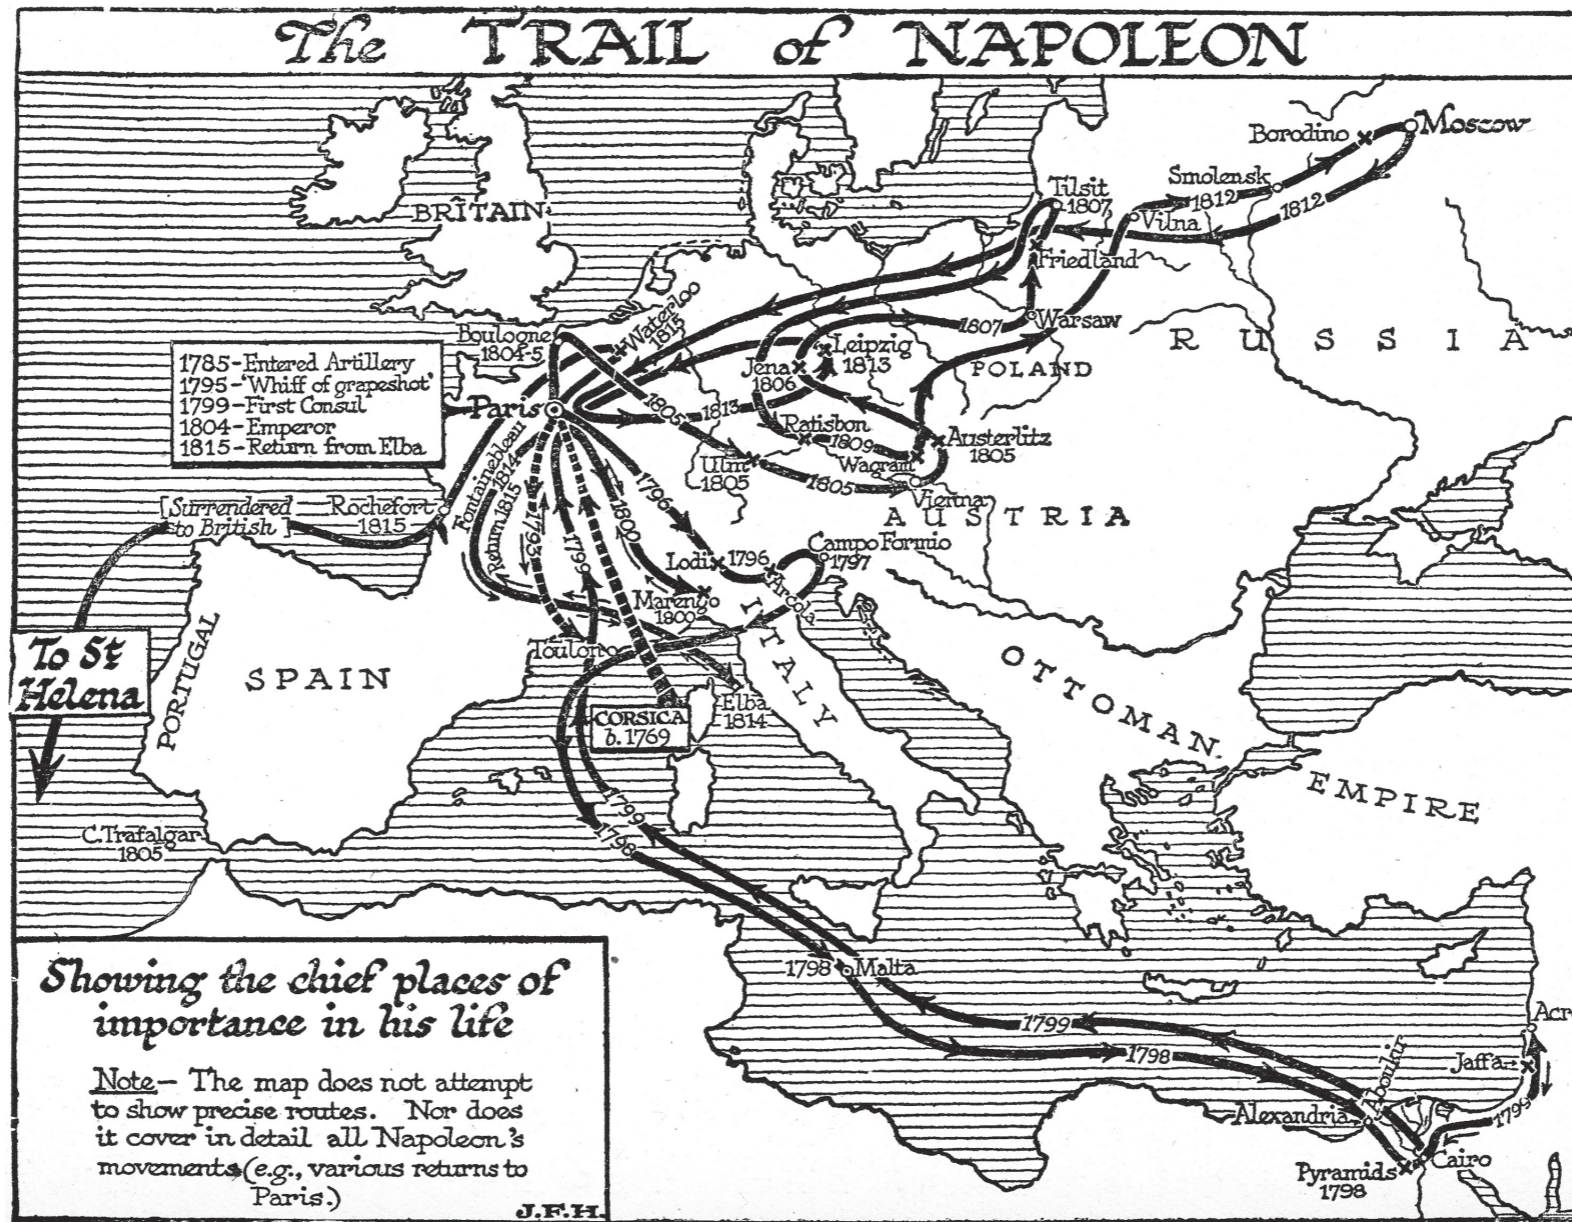 The TRAIL of NAPOLEON
Borodino
Moscow
Smolensk
1812
1812
Tilsit
1807
Vilna
Friedland
BRITAIN
Waterloo
1815
Boulogne
1804-5
1807
Warsaw
RUSSIA
Leipzig
1813
Jena
1806
POLAND
1785-Entered Artillery
1795-'Whiff of grapeshot'
1799-First Consul
1804-Emperor
1815-Return from Elba
Paris
1805
1813
Ratisbon
1809
Austerlitz
1805
Wagram
Ulm
1805
1805
Vienna
AUSTRIA
Fontainebleau
1814
Return 1815
1793
1799
1800
1796
[Surrendered
to British]
Rochefort
1815
Lodi
1796
Campo Formio
1797
Arcola
Marengo
1800
ITALY
Toulon
To St
Helena
PORTUGAL
SPAIN
Elba
1814
CORSICA
b. 1769
OTTOMAN
EMPIRE
1799
1798
C. Trafalgar
1805
1798
Malta
1799
1798
Acr
Jaffa
Aboukir
Alexandria
1799
Cairo
Pyramids
1798
Showing the chief places of
importance in his life
Note- The map does not attempt
to show precise routes. Nor does
it cover in detail all Napoleon's
movements (e.g., various returns to
Paris.)
J.F.H.